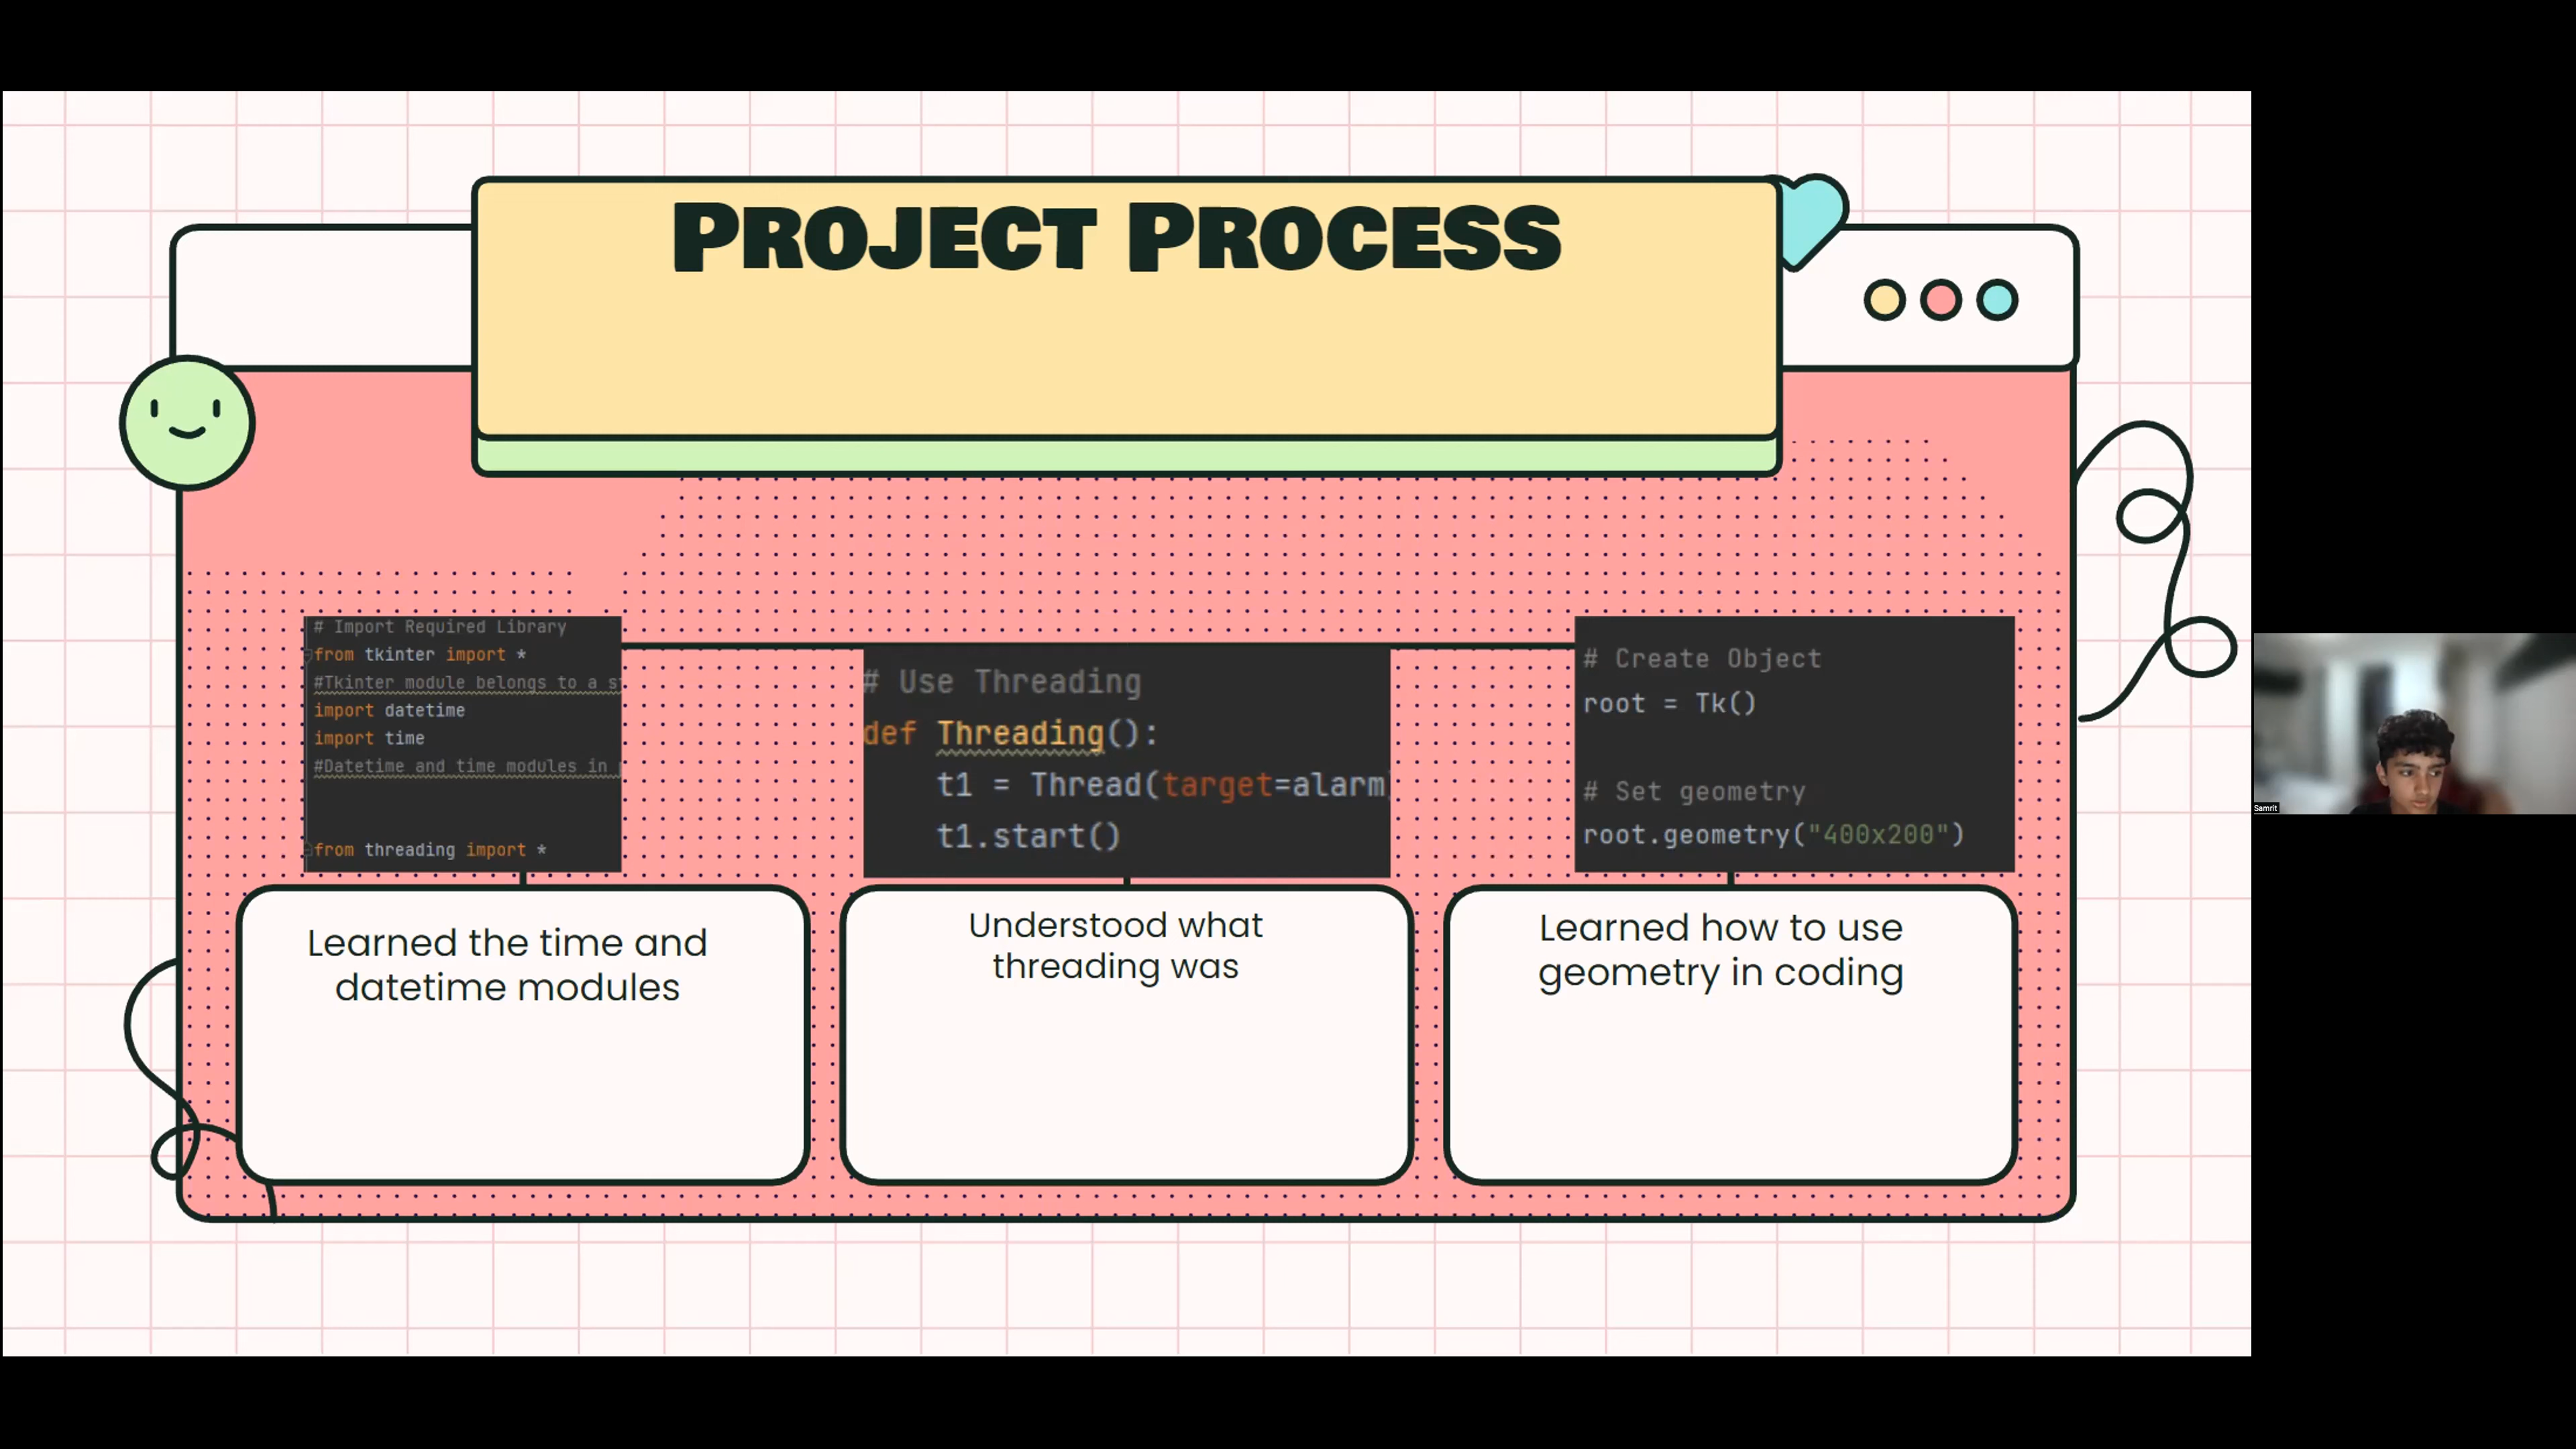 Project Process
# Import Required Library
from tkinter import *
#Tkinter module belongs to a
import datetime
import time
#Datetime and time modules in
from threading import *
# Use Threading
def Threading():
t1 = Thread(target=alarm
t1.start()
# Create Object
root = Tk()
# Set geometry
root.geometry("400x200")
Learned the time and
datetime modules
Understood what
threading was
Learned how to use
geometry in coding
Samrit